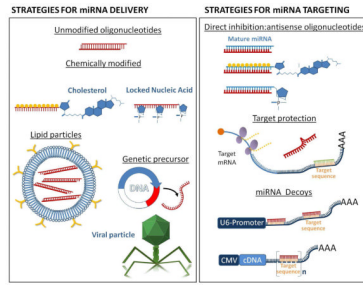 STRATEGIES FOR miRNA DELIVERY
Unmodified oligonucleotides
Chemically modified
Cholesterol
Locked Nucleic Acid
Lipid particles
Genetic precursor
DNA
Viral particle
STRATEGIES FOR miRNA TARGETING
Direct inhibition:antisense oligonucleotides
Mature miRNA
Target protection
Target
mRNA
Target
sequence
AAA
miRNA Decoys
AAA
U6-Promoter
Target
sequence
AAA
CMV
cDNA
Target
sequence
n